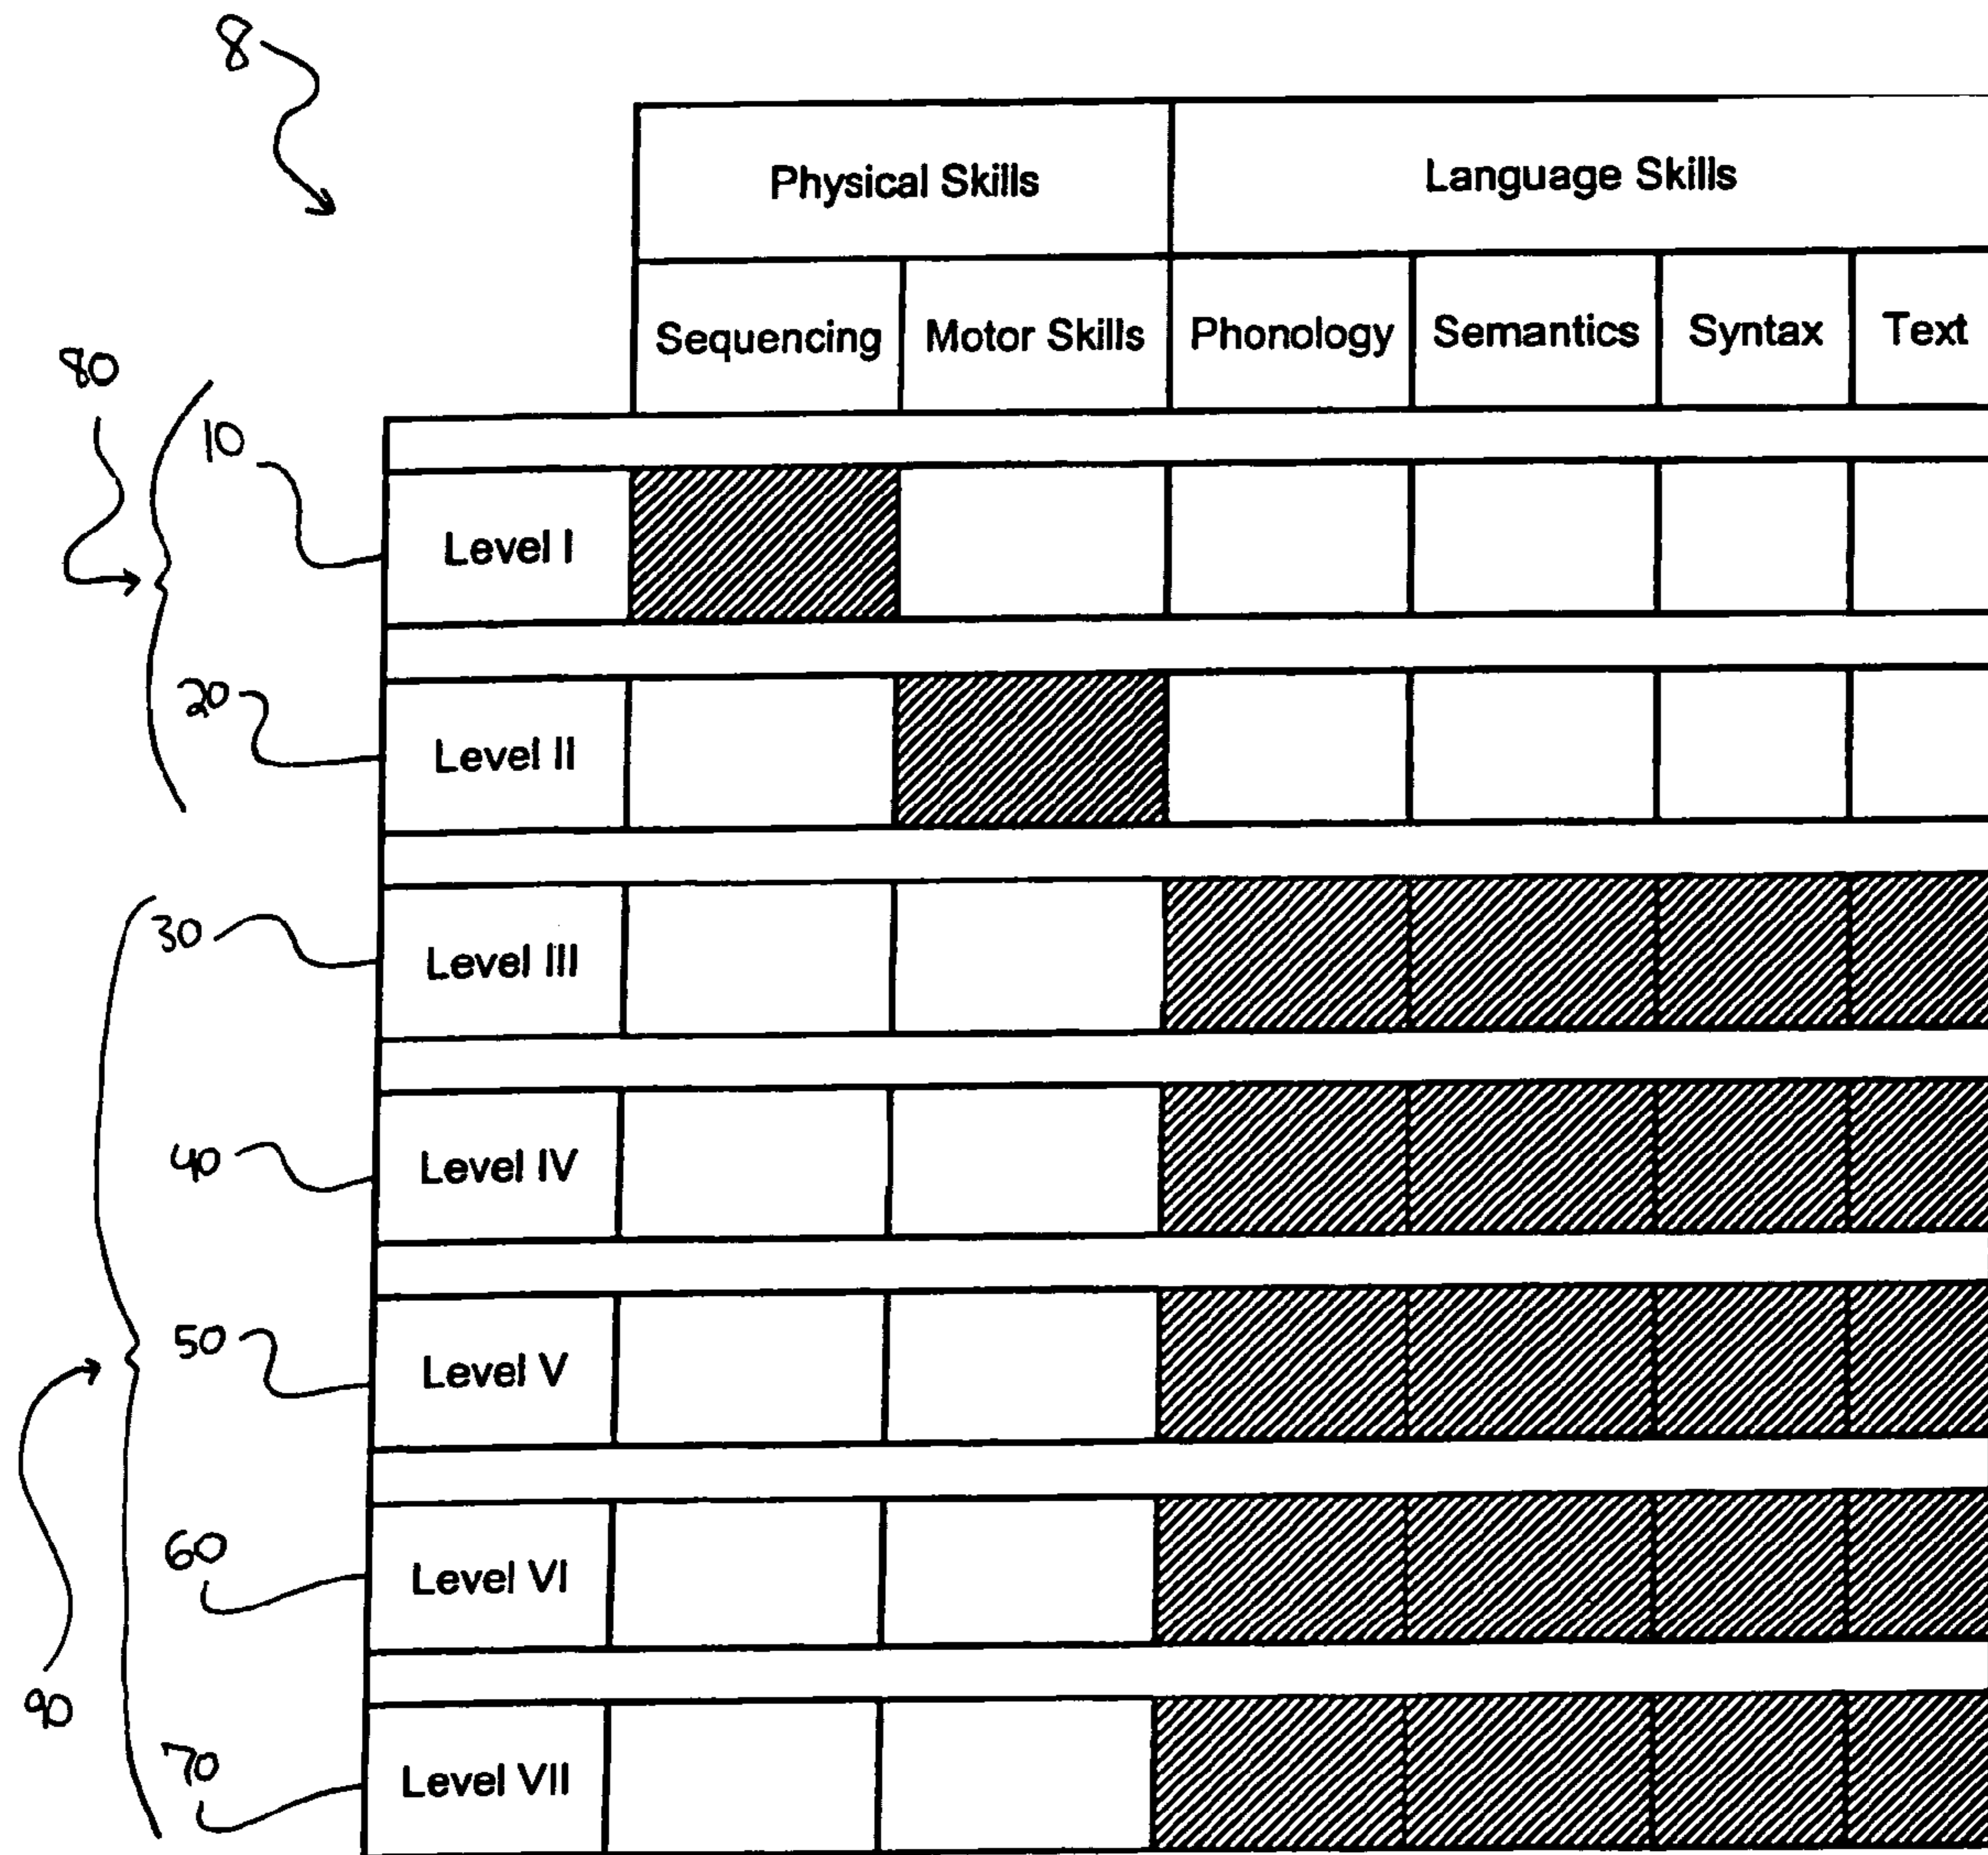 8
Physical Skills Language Skills
Sequencing Motor Skills Phonology Semantics Syntax Text
80
10
Level I
20
Level II
30
Level III
40
Level IV
50
Level V
60
Level VI
90
70
Level VII